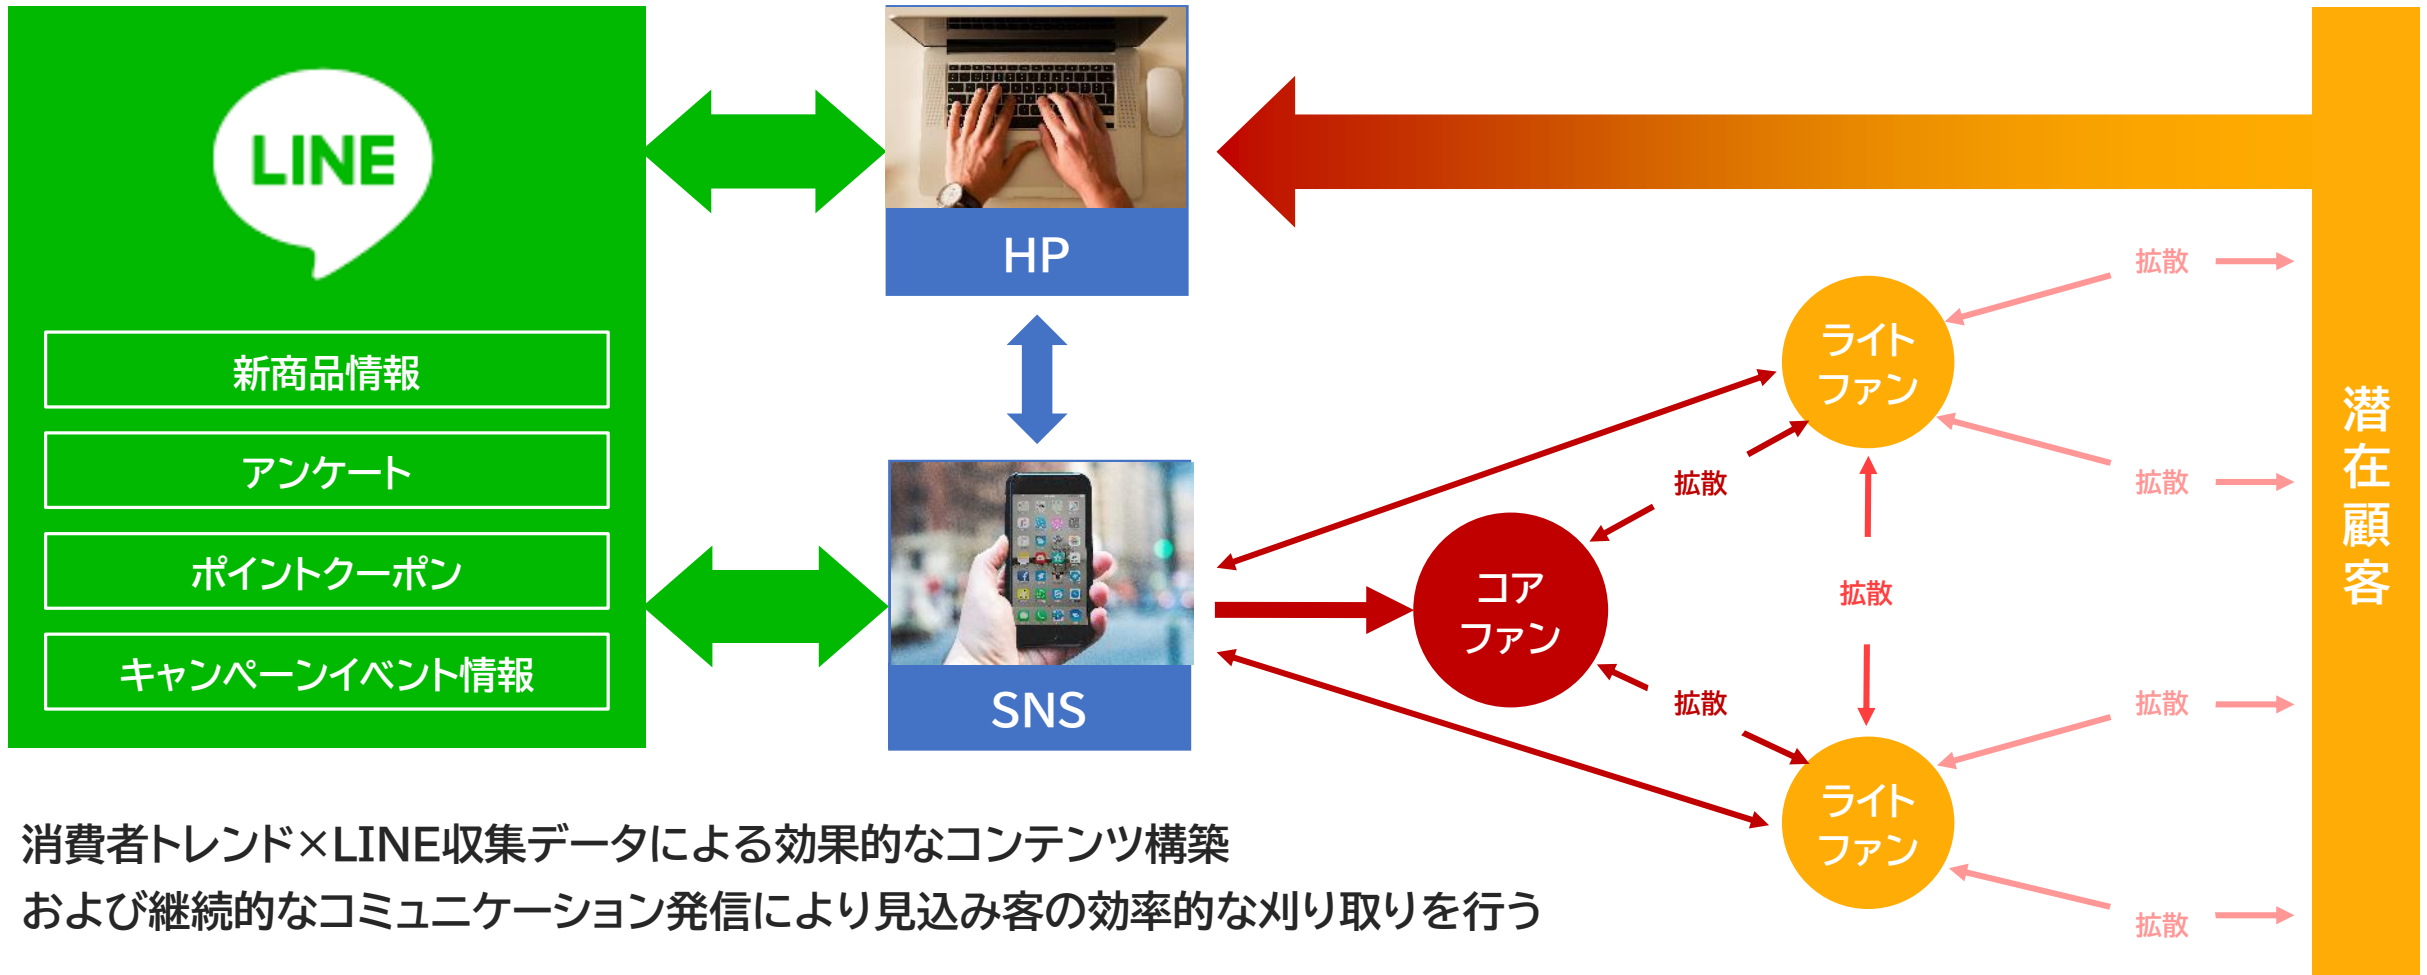 LINE
新商品情報
アンケート
ポイントクーポン
キャンペーンイベント情報
HP
SNS
コア
ファン
拡散
拡散
ライト
ファン
拡散
ライト
ファン
拡散
拡散
拡散
拡散
潜在顧客
消費者トレンド×LINE収集データによる効果的なコンテンツ構築
および継続的なコミュニケーション発信により見込み客の効率的な刈り取りを行う